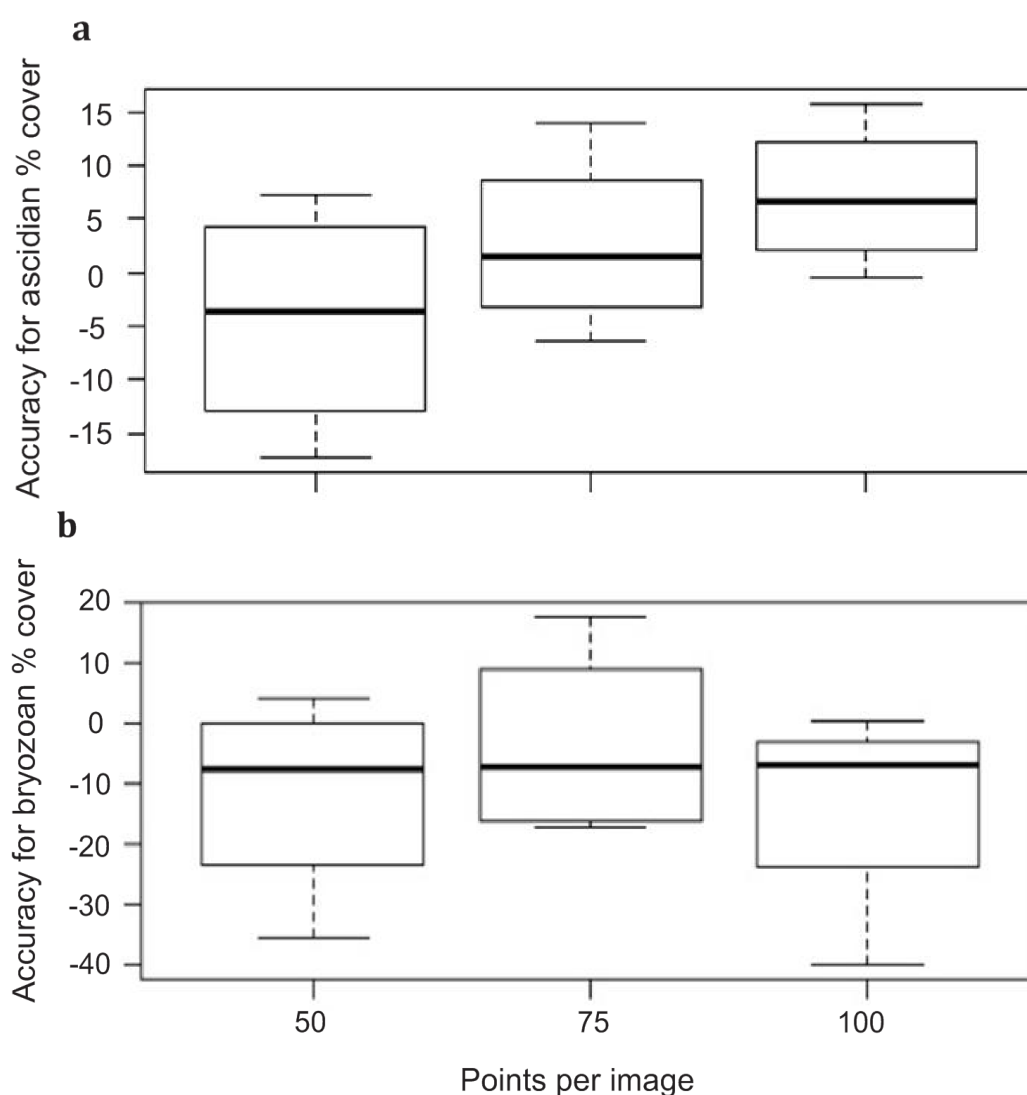 a
Accuracy for ascidian % cover
15
10
5
0
-5
-10
-15
b
Accuracy for bryozoan % cover
20
10
0
-10
-20
-30
-40
50 75 100
Points per image